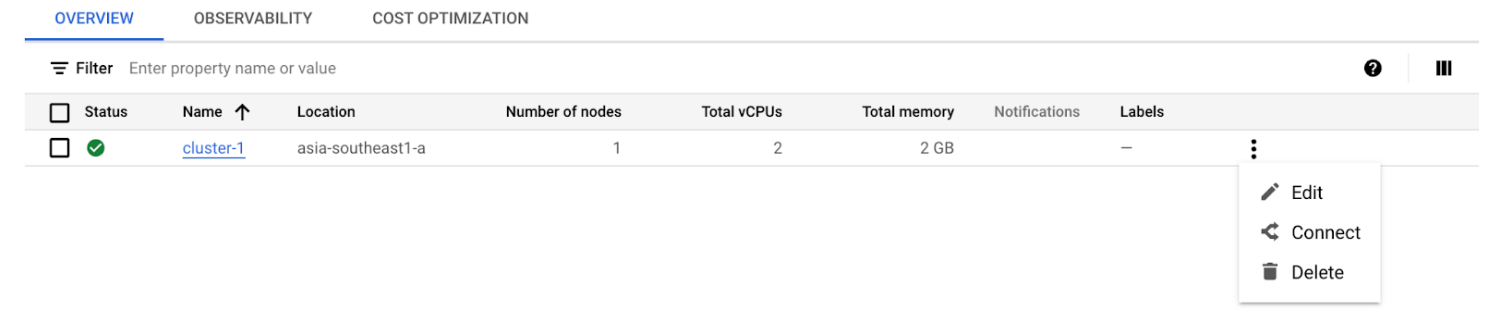 OVERVIEW OBSERVABILITY COST OPTIMIZATION
Filter Enter property name or value
Status Name Location Number of nodes Total vCPUs Total memory Notifications Labels
cluster-1 asia-southeast1-a 1 2 2 GB —
Edit
Connect
Delete